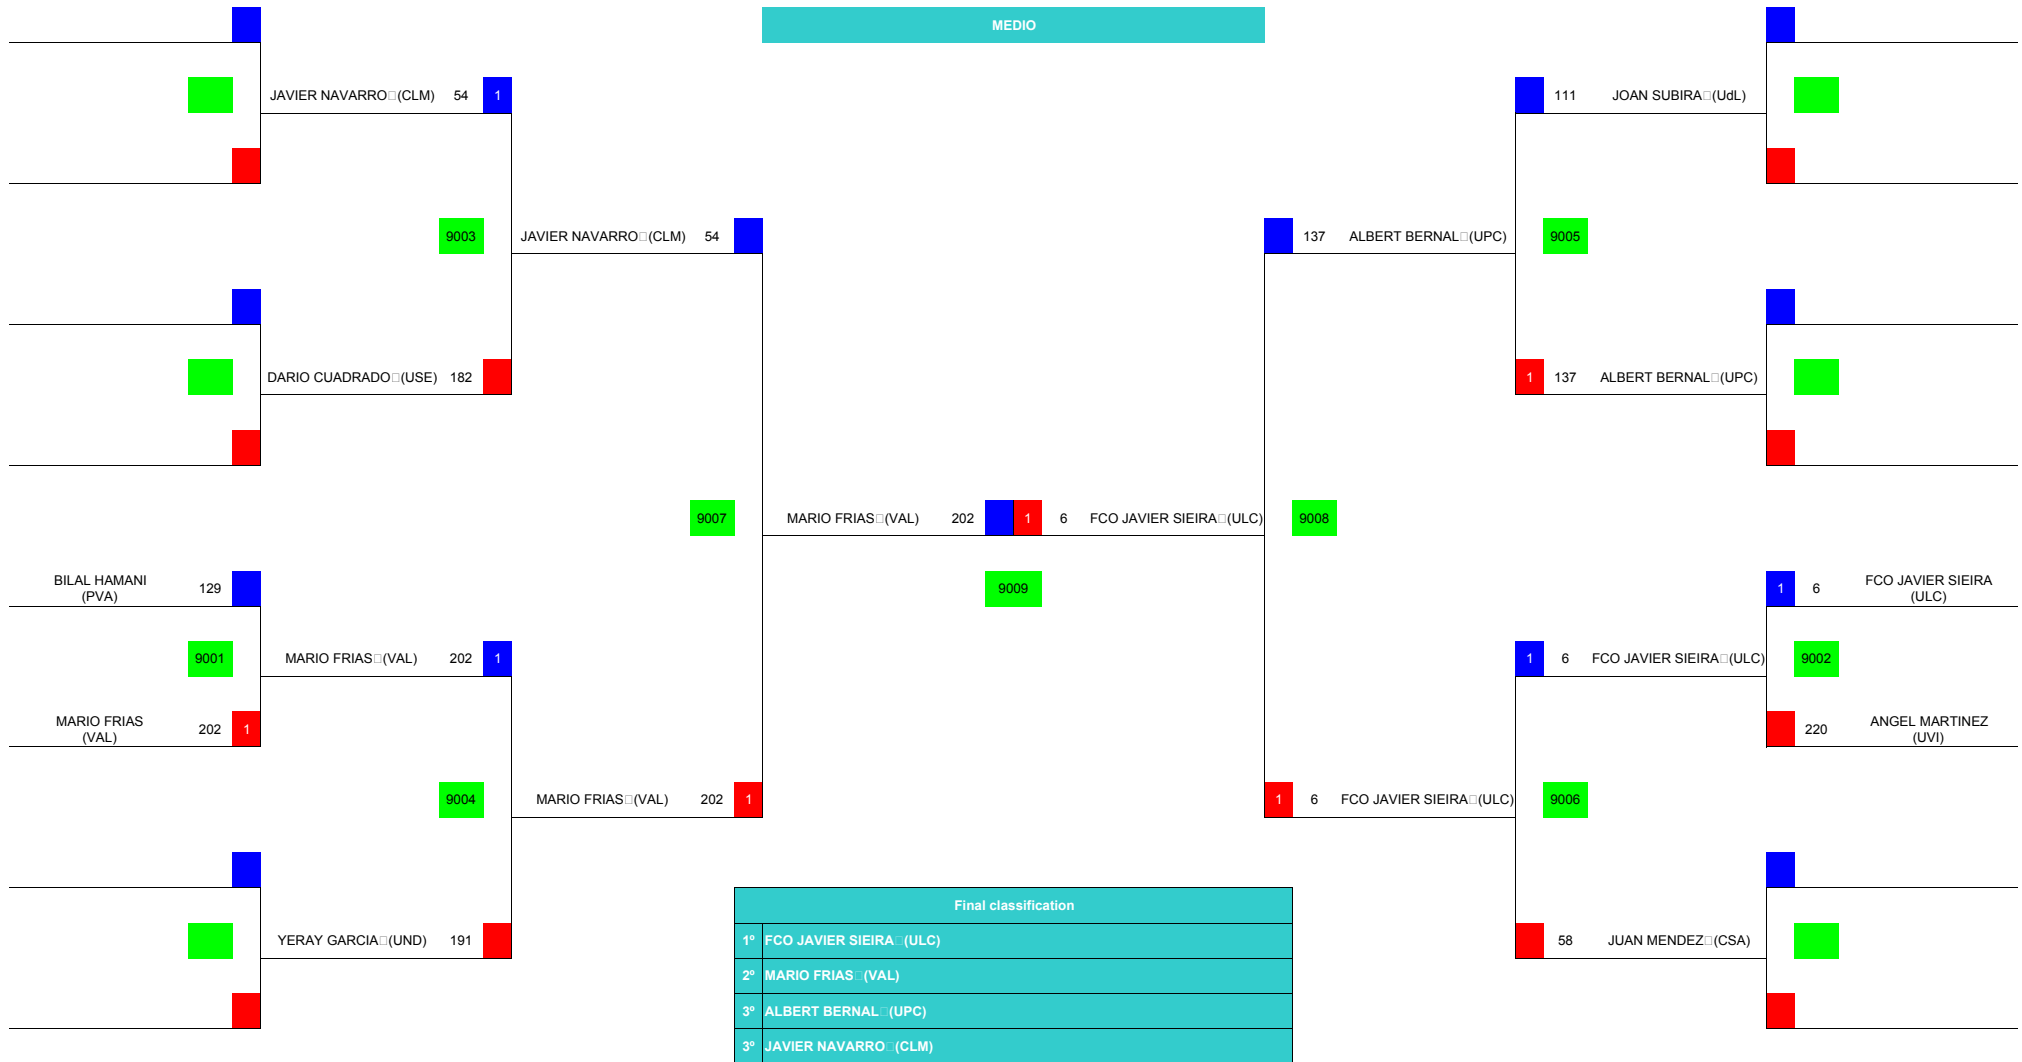 MEDIO
JAVIER NAVARRO□(CLM) 54 1
111 JOAN SUBIRA□(UdL)
9003 JAVIER NAVARRO□(CLM) 54
137 ALBERT BERNAL□(UPC) 9005
DARIO CUADRADO□(USE) 182
1 137 ALBERT BERNAL□(UPC)
9007 MARIO FRIAS□(VAL) 202 1 6 FCO JAVIER SIEIRA□(ULC) 9008
BILAL HAMANI
(PVA) 129
9009
1 6 FCO JAVIER SIEIRA
(ULC)
9001 MARIO FRIAS□(VAL) 202 1
1 6 FCO JAVIER SIEIRA□(ULC) 9002
MARIO FRIAS
(VAL) 202 1
220 ANGEL MARTINEZ
(UVI)
9004 MARIO FRIAS□(VAL) 202 1
1 6 FCO JAVIER SIEIRA□(ULC) 9006
YERAY GARCIA□(UND) 191
58 JUAN MENDEZ□(CSA)
Final classification
1º FCO JAVIER SIEIRA□(ULC)
2º MARIO FRIAS□(VAL)
3º ALBERT BERNAL□(UPC)
3º JAVIER NAVARRO□(CLM)